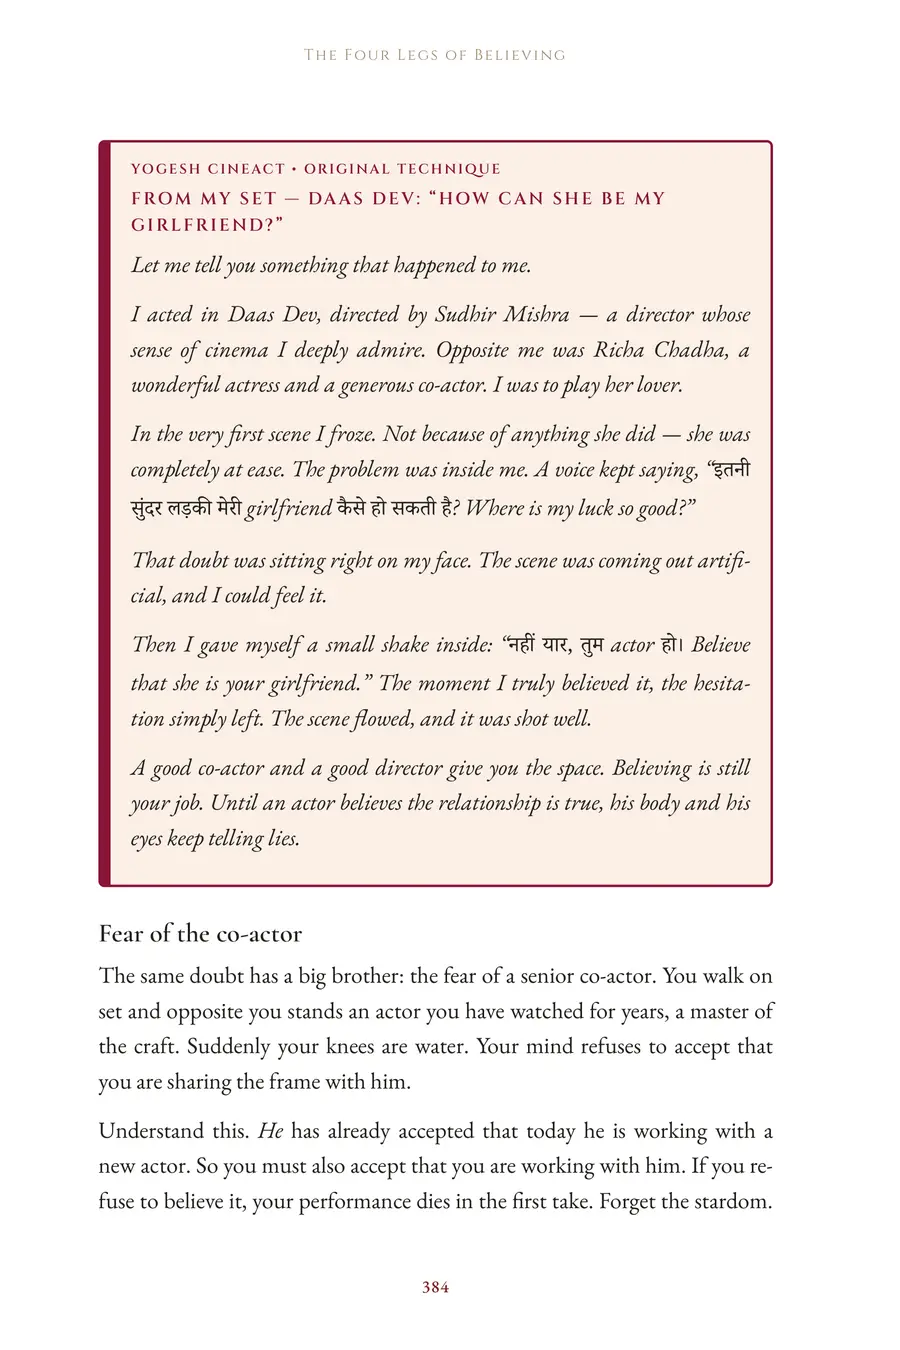 THE FOUR LEGS OF BELIEVING
YOGESH CINEACT • ORIGINAL TECHNIQUE
FROM MY SET — DAAS DEV: “HOW CAN SHE BE MY
GIRLFRIEND?”
Let me tell you something that happened to me.
I acted in Daas Dev, directed by Sudhir Mishra — a director whose
sense of cinema I deeply admire. Opposite me was Richa Chadha, a
wonderful actress and a generous co-actor. I was to play her lover.
In the very first scene I froze. Not because of anything she did — she was
completely at ease. The problem was inside me. A voice kept saying, “इतनी
सुंदर लड़की मेरी girlfriend कैसे हो सकती है? Where is my luck so good?”
That doubt was sitting right on my face. The scene was coming out artifi-
cial, and I could feel it.
Then I gave myself a small shake inside: “नहीं यार, तुम actor हो। Believe
that she is your girlfriend.” The moment I truly believed it, the hesita-
tion simply left. The scene flowed, and it was shot well.
A good co-actor and a good director give you the space. Believing is still
your job. Until an actor believes the relationship is true, his body and his
eyes keep telling lies.
Fear of the co-actor
The same doubt has a big brother: the fear of a senior co-actor. You walk on
set and opposite you stands an actor you have watched for years, a master of
the craft. Suddenly your knees are water. Your mind refuses to accept that
you are sharing the frame with him.
Understand this. He has already accepted that today he is working with a
new actor. So you must also accept that you are working with him. If you re-
fuse to believe it, your performance dies in the first take. Forget the stardom.
384